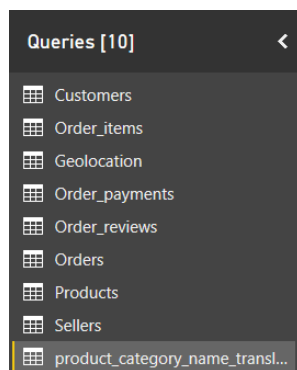 Queries [10]
Customers
Order_items
Geolocation
Order_payments
Order_reviews
Orders
Products
Sellers
product_category_name_transl...